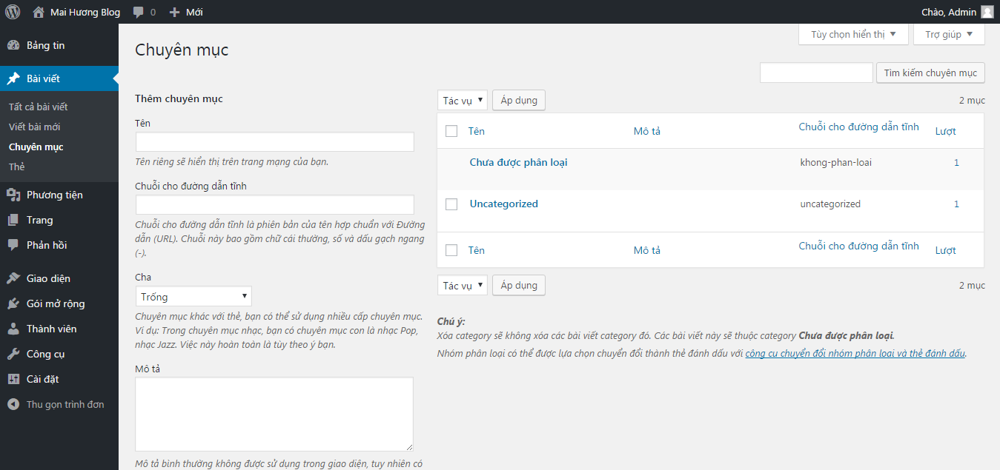 Mai Hương Blog 0 Mới Chào, Admin
Bảng tin
Bài viết
Tất cả bài viết
Viết bài mới
Chuyên mục
Thẻ
Phương tiện
Trang
Phản hồi
Giao diện
Gói mở rộng
Thành viên
Công cụ
Cài đặt
Thu gọn trình đơn
Tùy chọn hiển thị Trợ giúp
Chuyên mục
Tìm kiếm chuyên mục
Thêm chuyên mục
Tên
Tên riêng sẽ hiển thị trên trang mạng của bạn.
Chuỗi cho đường dẫn tĩnh
Chuỗi cho đường dẫn tĩnh là phiên bản của tên hợp chuẩn với Đường
dẫn (URL). Chuỗi này bao gồm chữ cái thường, số và dấu gạch ngang
(-).
Cha
Trống
Chuyên mục khác với thẻ, bạn có thể sử dụng nhiều cấp chuyên mục.
Ví dụ: Trong chuyên mục nhạc, bạn có chuyên mục con là nhạc Pop,
nhạc Jazz. Việc này hoàn toàn là tùy theo ý bạn.
Mô tả
Mô tả bình thường không được sử dụng trong giao diện, tuy nhiên có
Tác vụ Áp dụng 2 mục
Tên Mô tả Chuỗi cho đường dẫn tĩnh Lượt
Chưa được phân loại khong-phan-loai 1
Uncategorized uncategorized 1
Tên Mô tả Chuỗi cho đường dẫn tĩnh Lượt
Tác vụ Áp dụng 2 mục
Chú ý:
Xóa category sẽ không xóa các bài viết category đó. Các bài viết này sẽ thuộc category Chưa được phân loại.
Nhóm phân loại có thể được lựa chọn chuyển đổi thành thẻ đánh dấu với công cụ chuyển đổi nhóm phân loại và thẻ đánh dấu.